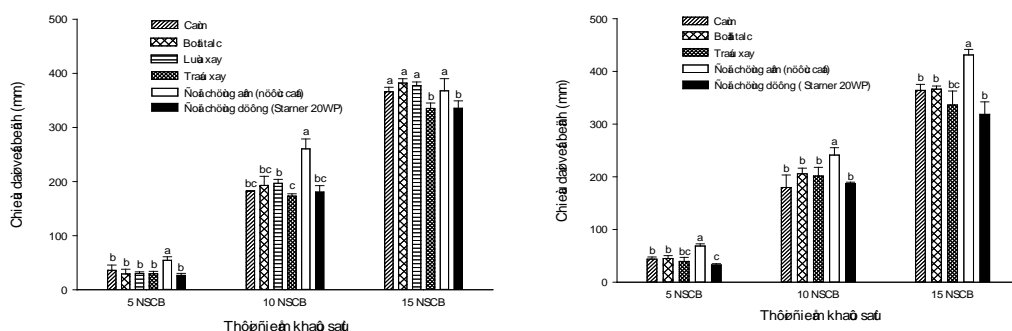 500
400
300
200
100
0
Chieàu daøi veát beänh (mm)
Caùm
Boät talc
Luùa xay
Traáu xay
Ñoái chöùng aâm (nöôùc caát)
Ñoái chöùng döông (Starner 20WP)
a b b b b b
bc bc b c a bc
a a a b a b
5 NSCB 10 NSCB 15 NSCB
Thôøi ñieåm khaûo saùt
500
400
300
200
100
0
Chieàu daøi veát beänh (mm)
Caùm
Boät talc
Traáu xay
Ñoái chöùng aâm (nöôùc caát)
Ñoái chöùng döông ( Starner 20WP)
b b bc a c
b b b a b
b b bc a b
5 NSCB 10 NSCB 15 NSCB
Thôøi ñieåm khaûo saùt